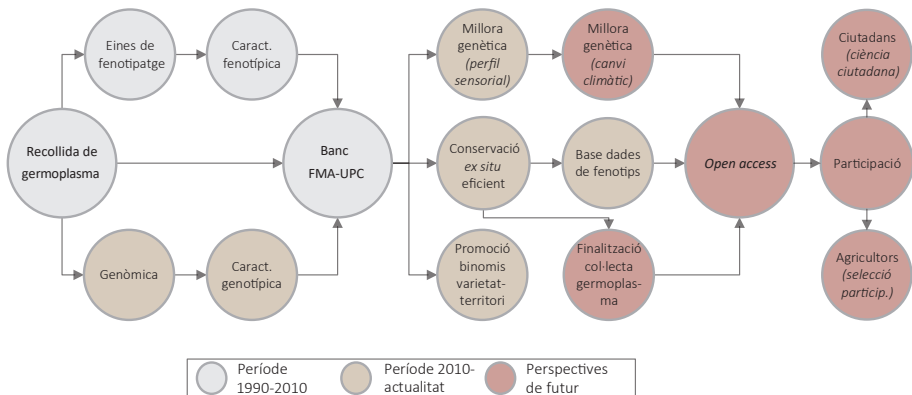 Eines de
fenotipatge
Caract.
fenotípica
Millora
genètica
(perfil
sensorial)
Millora
genètica
(canvi
climàtic)
Ciutadans
(ciència
ciutadana)
Recollida de
germoplasma
Banc
FMA-UPC
Conservació
ex situ
eficient
Base dades
de fenotips
Open access
Participació
Genòmica
Caract.
genotípica
Promoció
binomis
varietat-
territori
Finalització
col·lecta
germoplas-
ma
Agricultors
(selecció
particip.)
Període
1990-2010
Període 2010-
actualitat
Perspectives
de futur